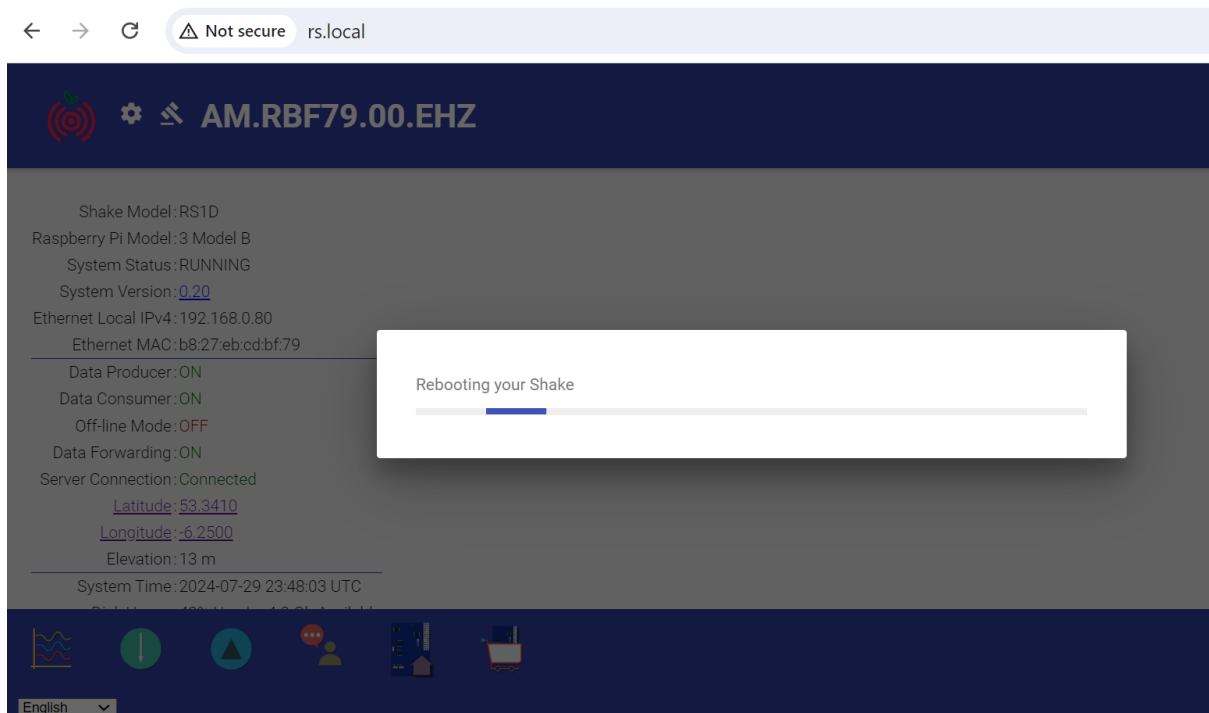 Not secure rs.local
AM.RBF79.00.EHZ
Shake Model: RS1D
Raspberry Pi Model: 3 Model B
System Status: RUNNING
System Version: 0.20
Ethernet Local IPv4: 192.168.0.80
Ethernet MAC: b8:27:eb:cd:bf:79
Data Producer: ON
Data Consumer: ON
Off-line Mode: OFF
Data Forwarding: ON
Server Connection: Connected
Latitude: 53.3410
Longitude: -6.2500
Elevation: 13 m
System Time: 2024-07-29 23:48:03 UTC
Rebooting your Shake
English